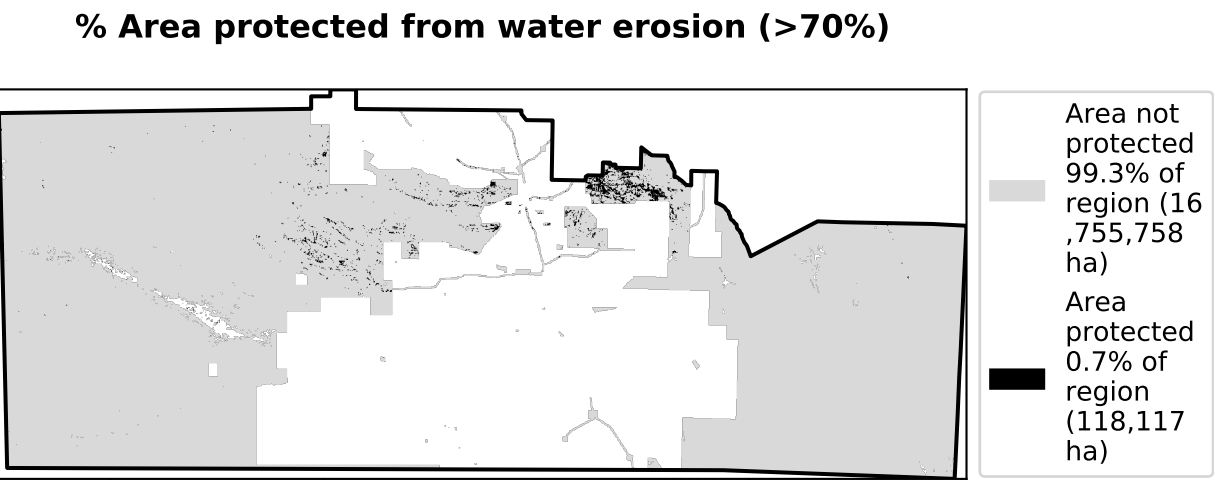 % Area protected from water erosion (>70%)
Area not
protected
99.3% of
region (16
,755,758
ha)
Area
protected
0.7% of
region
(118,117
ha)